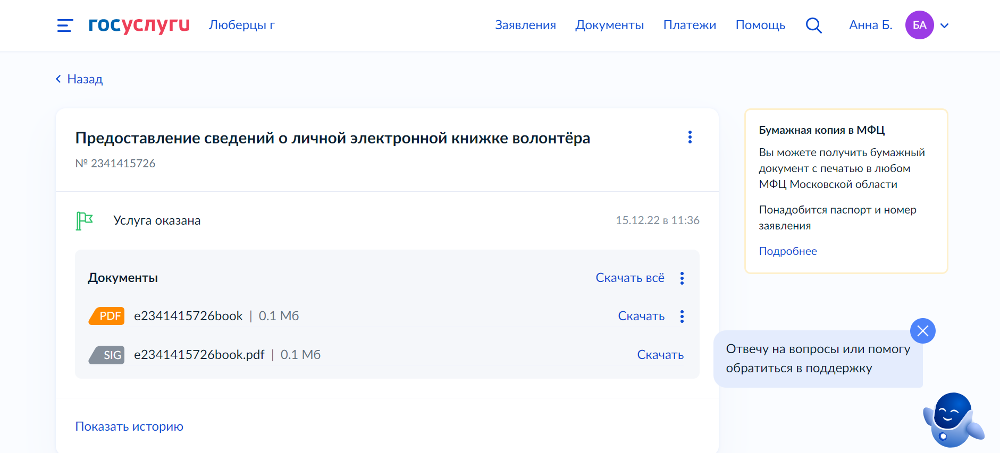 госуслуги Люберцы г Заявления Документы Платежи Помощь Анна Б. БА
Назад
Предоставление сведений о личной электронной книжке волонтёра
№ 2341415726
Услуга оказана 15.12.22 в 11:36
Документы Скачать всё
PDF e2341415726book | 0.1 Мб Скачать
SIG e2341415726book.pdf | 0.1 Мб Скачать
Показать историю
Бумажная копия в МФЦ
Вы можете получить бумажный
документ с печатью в любом
МФЦ Московской области
Понадобится паспорт и номер
заявления
Подробнее
Отвечу на вопросы или помогу
обратиться в поддержку